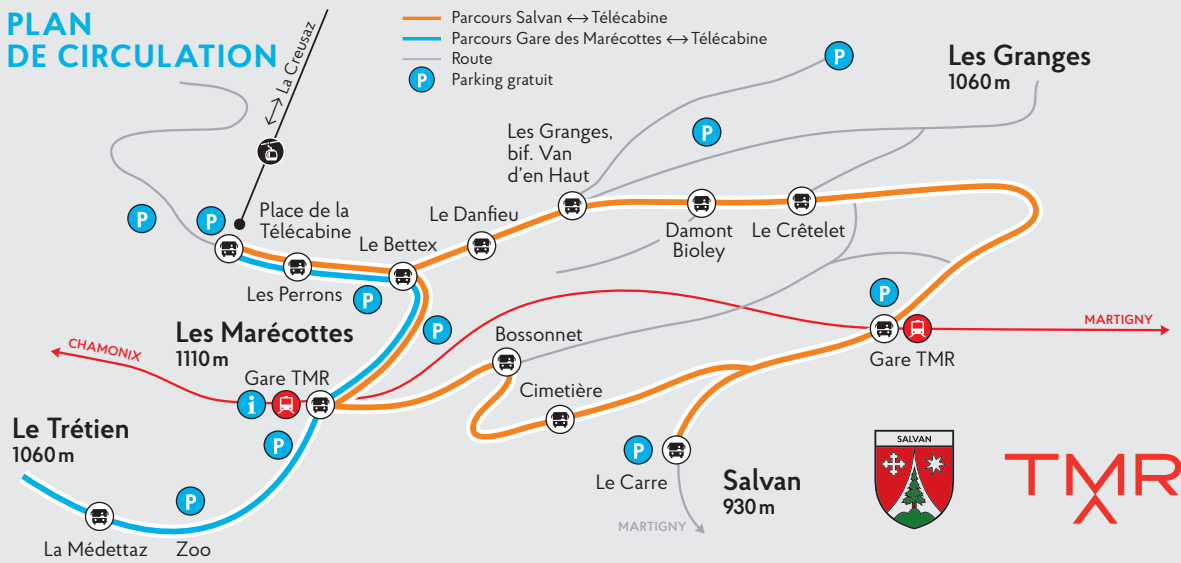 PLAN
DE CIRCULATION
Parcours Salvan ↔ Télécabine
Parcours Gare des Marécottes ↔ Télécabine
Route
P Parking gratuit
↔ La Creusaz
P
Les Granges
1060 m
P
Les Granges,
bif. Van
d'en Haut
P
P
Place de la
Télécabine
Le Danfieu
Le Bettex
Damont
Bioley
Le Crêtelet
Les Perrons
P
P
P
Les Marécottes
1110 m
Bossonnet
Gare TMR
MARTIGNY
CHAMONIX
Gare TMR
i
Cimetière
Le Trétien
1060 m
P
P
Le Carre
Salvan
930 m
SALVAN
TMR
P
MARTIGNY
La Médettaz
Zoo